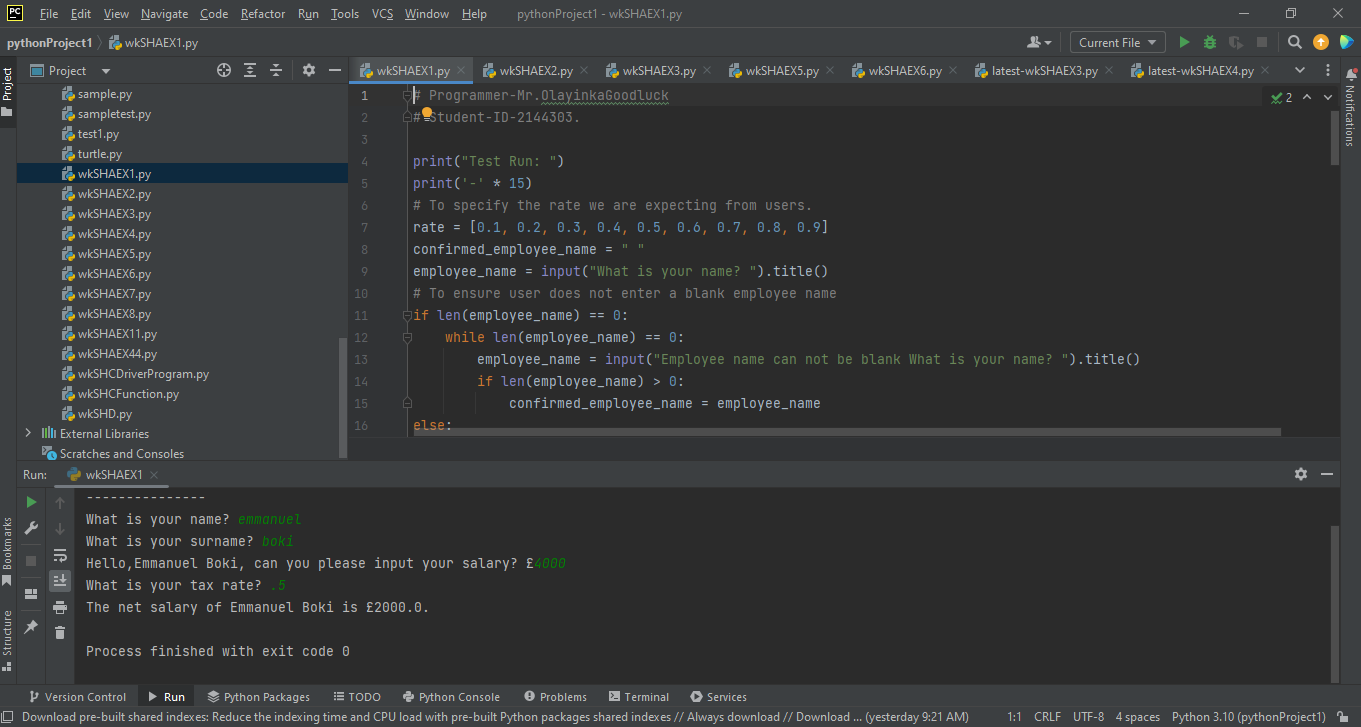 PC File Edit View Navigate Code Refactor Run Tools VCS Window Help pythonProject1 - wkSHAEX1.py
pythonProject1 wkSHAEX1.py Current File
Project
Project
wkSHAEX1.py wkSHAEX2.py wkSHAEX3.py wkSHAEX5.py wkSHAEX6.py latest-wkSHAEX3.py latest-wkSHAEX4.py
Notifications
sample.py
sampletest.py
test1.py
turtle.py
wkSHAEX1.py
wkSHAEX2.py
wkSHAEX3.py
wkSHAEX4.py
wkSHAEX5.py
wkSHAEX6.py
wkSHAEX7.py
wkSHAEX8.py
wkSHAEX11.py
wkSHAEX44.py
wkSHCDriverProgram.py
wkSHCFunction.py
wkSHD.py
External Libraries
Scratches and Consoles
1 # Programmer-Mr.OlayinkaGoodluck 2
2 # Student-ID-2144303.
3
4 print("Test Run: ")
5 print('-' * 15)
6 # To specify the rate we are expecting from users.
7 rate = [0.1, 0.2, 0.3, 0.4, 0.5, 0.6, 0.7, 0.8, 0.9]
8 confirmed_employee_name = " "
9 employee_name = input("What is your name? ").title()
10 # To ensure user does not enter a blank employee name
11 if len(employee_name) == 0:
12 while len(employee_name) == 0:
13 employee_name = input("Employee name can not be blank What is your name? ").title()
14 if len(employee_name) > 0:
15 confirmed_employee_name = employee_name
16 else:
Run: wkSHAEX1
---------------
What is your name? emmanuel
What is your surname? boki
Hello,Emmanuel Boki, can you please input your salary? £4000
What is your tax rate? .5
The net salary of Emmanuel Boki is £2000.0.
Process finished with exit code 0
Bookmarks
Structure
Version Control Run Python Packages TODO Python Console Problems Terminal Services
Download pre-built shared indexes: Reduce the indexing time and CPU load with pre-built Python packages shared indexes // Always download // Download ... (yesterday 9:21 AM) 1:1 CRLF UTF-8 4 spaces Python 3.10 (pythonProject1)